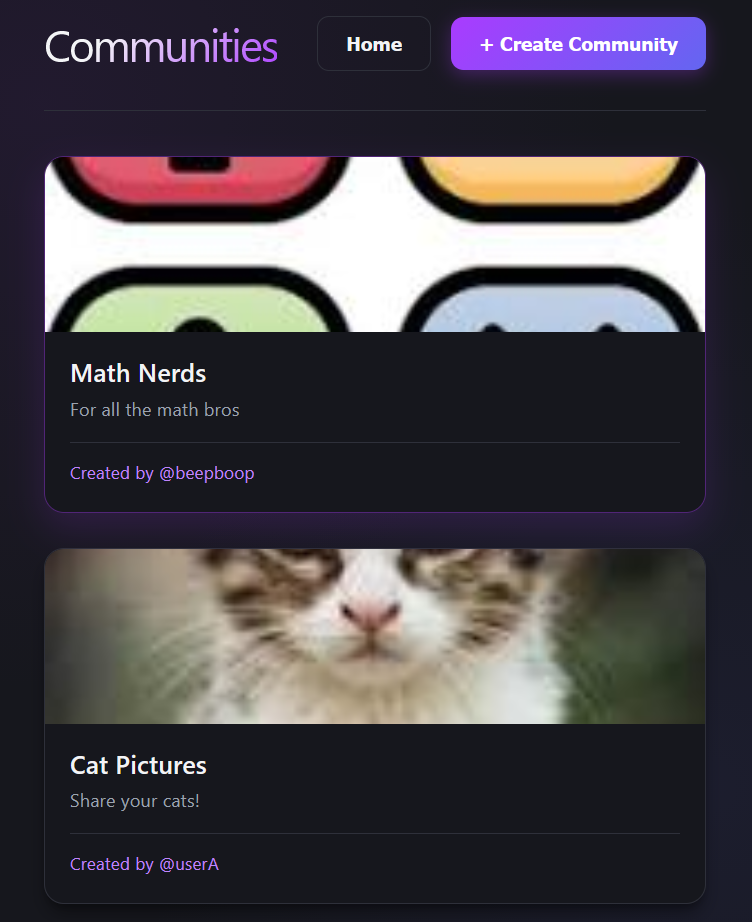 Communities
Home
+ Create Community
Math Nerds
For all the math bros
Created by @beepboop
Cat Pictures
Share your cats!
Created by @userA